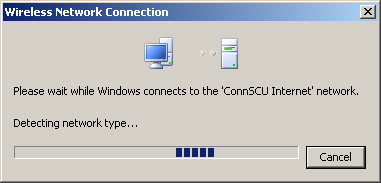 Wireless Network Connection
Please wait while Windows connects to the 'ConnSCU Internet' network.
Detecting network type...
Cancel